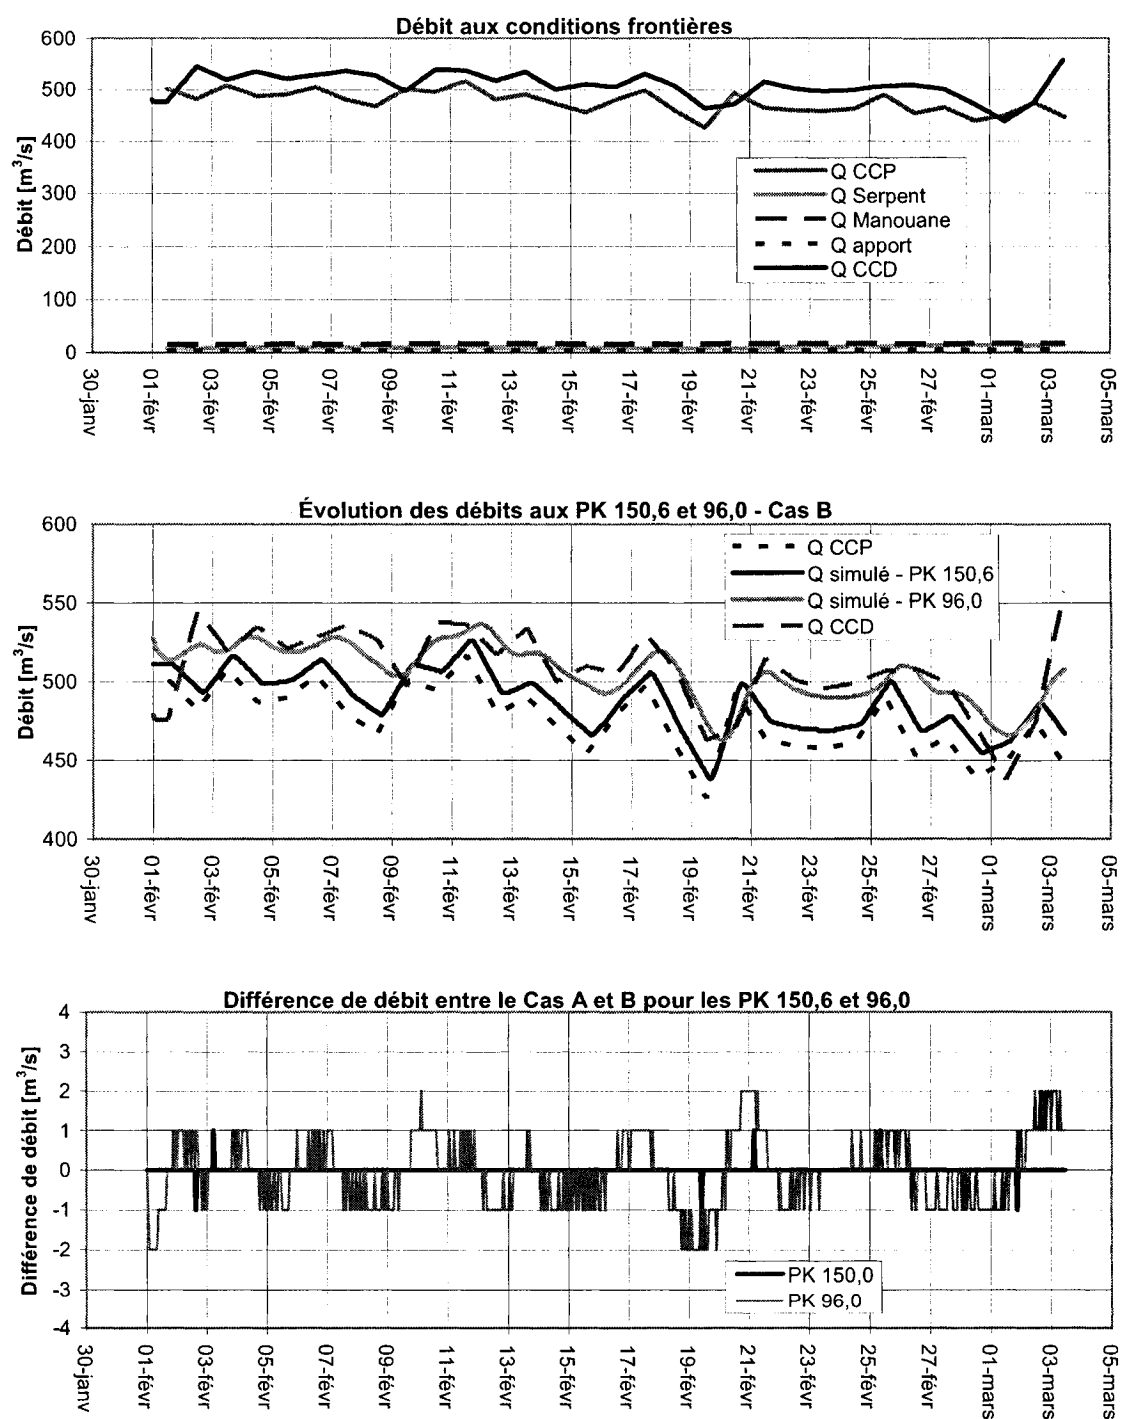 Débit aux conditions frontières
600
500
400
300
200
100
0
Débit [m³/s]
Q CCP
Q Serpent
Q Manouane
Q apport
Q CCD
30-janv
01-févr
03-févr
05-févr
07-févr
09-févr
11-févr
13-févr
15-févr
17-févr
19-févr
21-févr
23-févr
25-févr
27-févr
01-mars
03-mars
05-mars
Évolution des débits aux PK 150,6 et 96,0 - Cas B
600
550
500
450
400
Débit [m³/s]
Q CCP
Q simulé - PK 150,6
Q simulé - PK 96,0
Q CCD
30-janv
01-févr
03-févr
05-févr
07-févr
09-févr
11-févr
13-févr
15-févr
17-févr
19-févr
21-févr
23-févr
25-févr
27-févr
01-mars
03-mars
05-mars
Différence de débit entre le Cas A et B pour les PK 150,6 et 96,0
4
3
2
1
0
-1
-2
-3
-4
Différence de débit [m³/s]
PK 150,0
PK 96,0
30-janv
01-févr
03-févr
05-févr
07-févr
09-févr
11-févr
13-févr
15-févr
17-févr
19-févr
21-févr
23-févr
25-févr
27-févr
01-mars
03-mars
05-mars